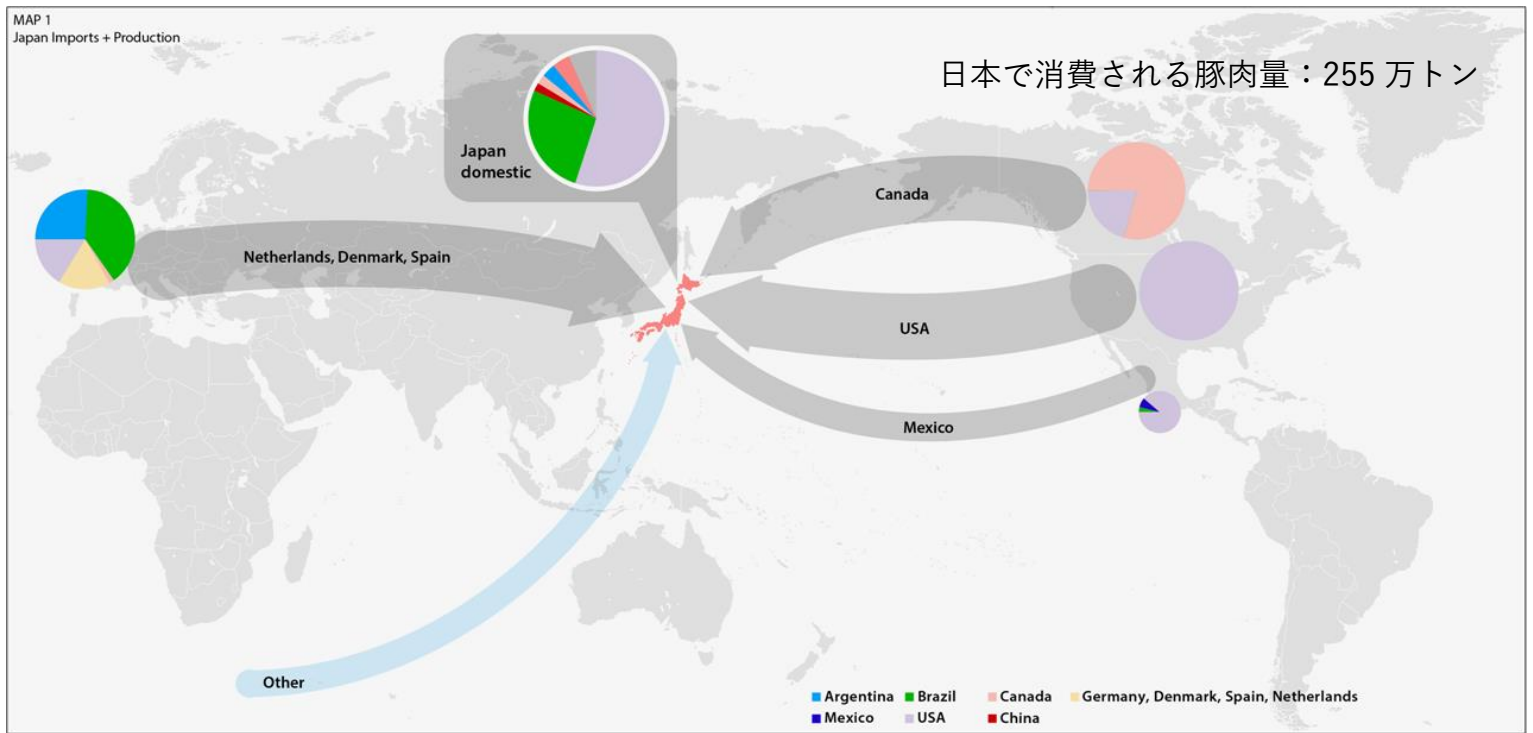 MAP 1
Japan Imports + Production
日本で消費される豚肉量：255 万トン
Japan
domestic
Canada
Netherlands, Denmark, Spain
USA
Mexico
Other
Argentina Brazil Canada Germany, Denmark, Spain, Netherlands
Mexico USA China